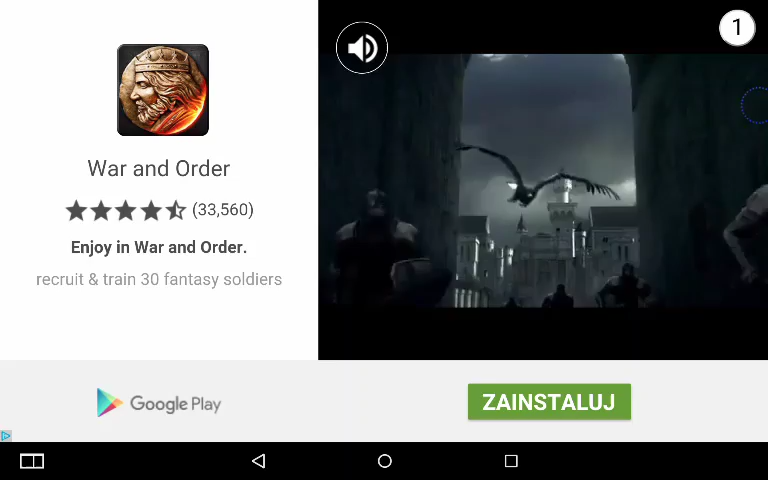 1
War and Order
(33,560)
Enjoy in War and Order.
recruit & train 30 fantasy soldiers
Google Play
ZAINSTALUJ